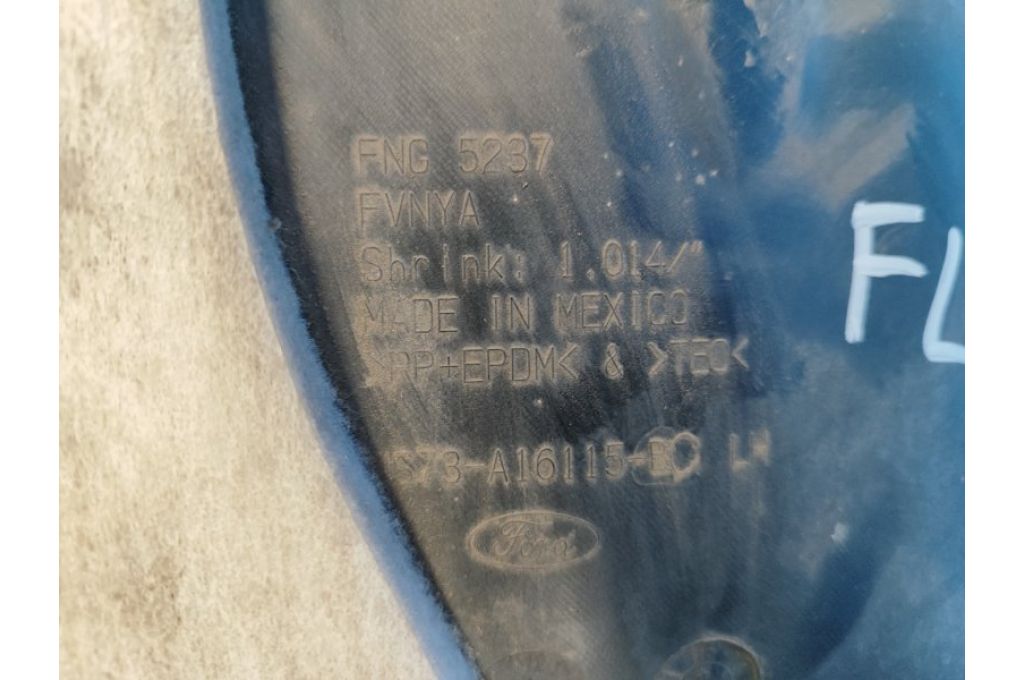 FNG 5237
FVNYA
Shrink: 1.014/"
MADE IN MEXICO
>PP+EPDM< & >TEO<
LH
Ford
FL